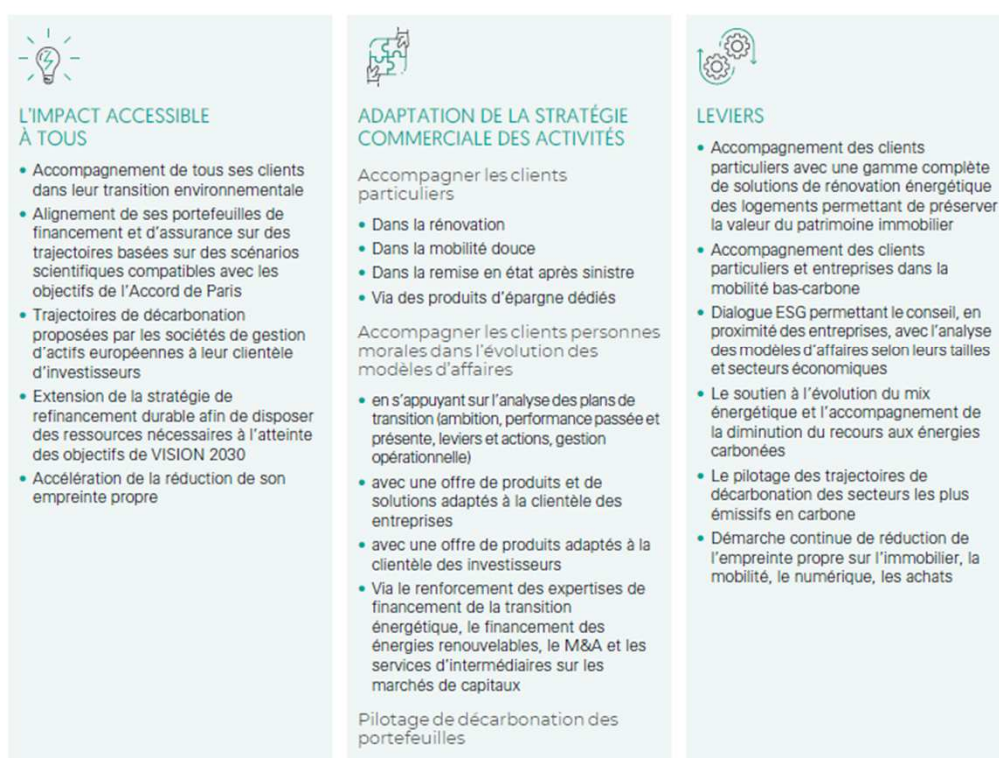 L'IMPACT ACCESSIBLE
À TOUS
• Accompagnement de tous ses clients
dans leur transition environnementale
• Alignement de ses portefeuilles de
financement et d'assurance sur des
trajectoires basées sur des scénarios
scientifiques compatibles avec les
objectifs de l'Accord de Paris
• Trajectoires de décarbonation
proposées par les sociétés de gestion
d'actifs européennes à leur clientèle
d'investisseurs
• Extension de la stratégie de
refinancement durable afin de disposer
des ressources nécessaires à l'atteinte
des objectifs de VISION 2030
• Accélération de la réduction de son
empreinte propre
ADAPTATION DE LA STRATÉGIE
COMMERCIALE DES ACTIVITÉS
Accompagner les clients
particuliers
• Dans la rénovation
• Dans la mobilité douce
• Dans la remise en état après sinistre
• Via des produits d'épargne dédiés
Accompagner les clients personnes
morales dans l'évolution des
modèles d'affaires
• en s'appuyant sur l'analyse des plans de
transition (ambition, performance passée et
présente, leviers et actions, gestion
opérationnelle)
• avec une offre de produits et de
solutions adaptés à la clientèle des
entreprises
• avec une offre de produits adaptés à la
clientèle des investisseurs
• Via le renforcement des expertises de
financement de la transition
énergétique, le financement des
énergies renouvelables, le M&A et les
services d'intermédiaires sur les
marchés de capitaux
Pilotage de décarbonation des
portefeuilles
LEVIERS
• Accompagnement des clients
particuliers avec une gamme complète
de solutions de rénovation énergétique
des logements permettant de préserver
la valeur du patrimoine immobilier
• Accompagnement des clients
particuliers et entreprises dans la
mobilité bas-carbone
• Dialogue ESG permettant le conseil, en
proximité des entreprises, avec l'analyse
des modèles d'affaires selon leurs tailles
et secteurs économiques
• Le soutien à l'évolution du mix
énergétique et l'accompagnement de
la diminution du recours aux énergies
carbonées
• Le pilotage des trajectoires de
décarbonation des secteurs les plus
émissifs en carbone
• Démarche continue de réduction de
l'empreinte propre sur l'immobilier, la
mobilité, le numérique, les achats